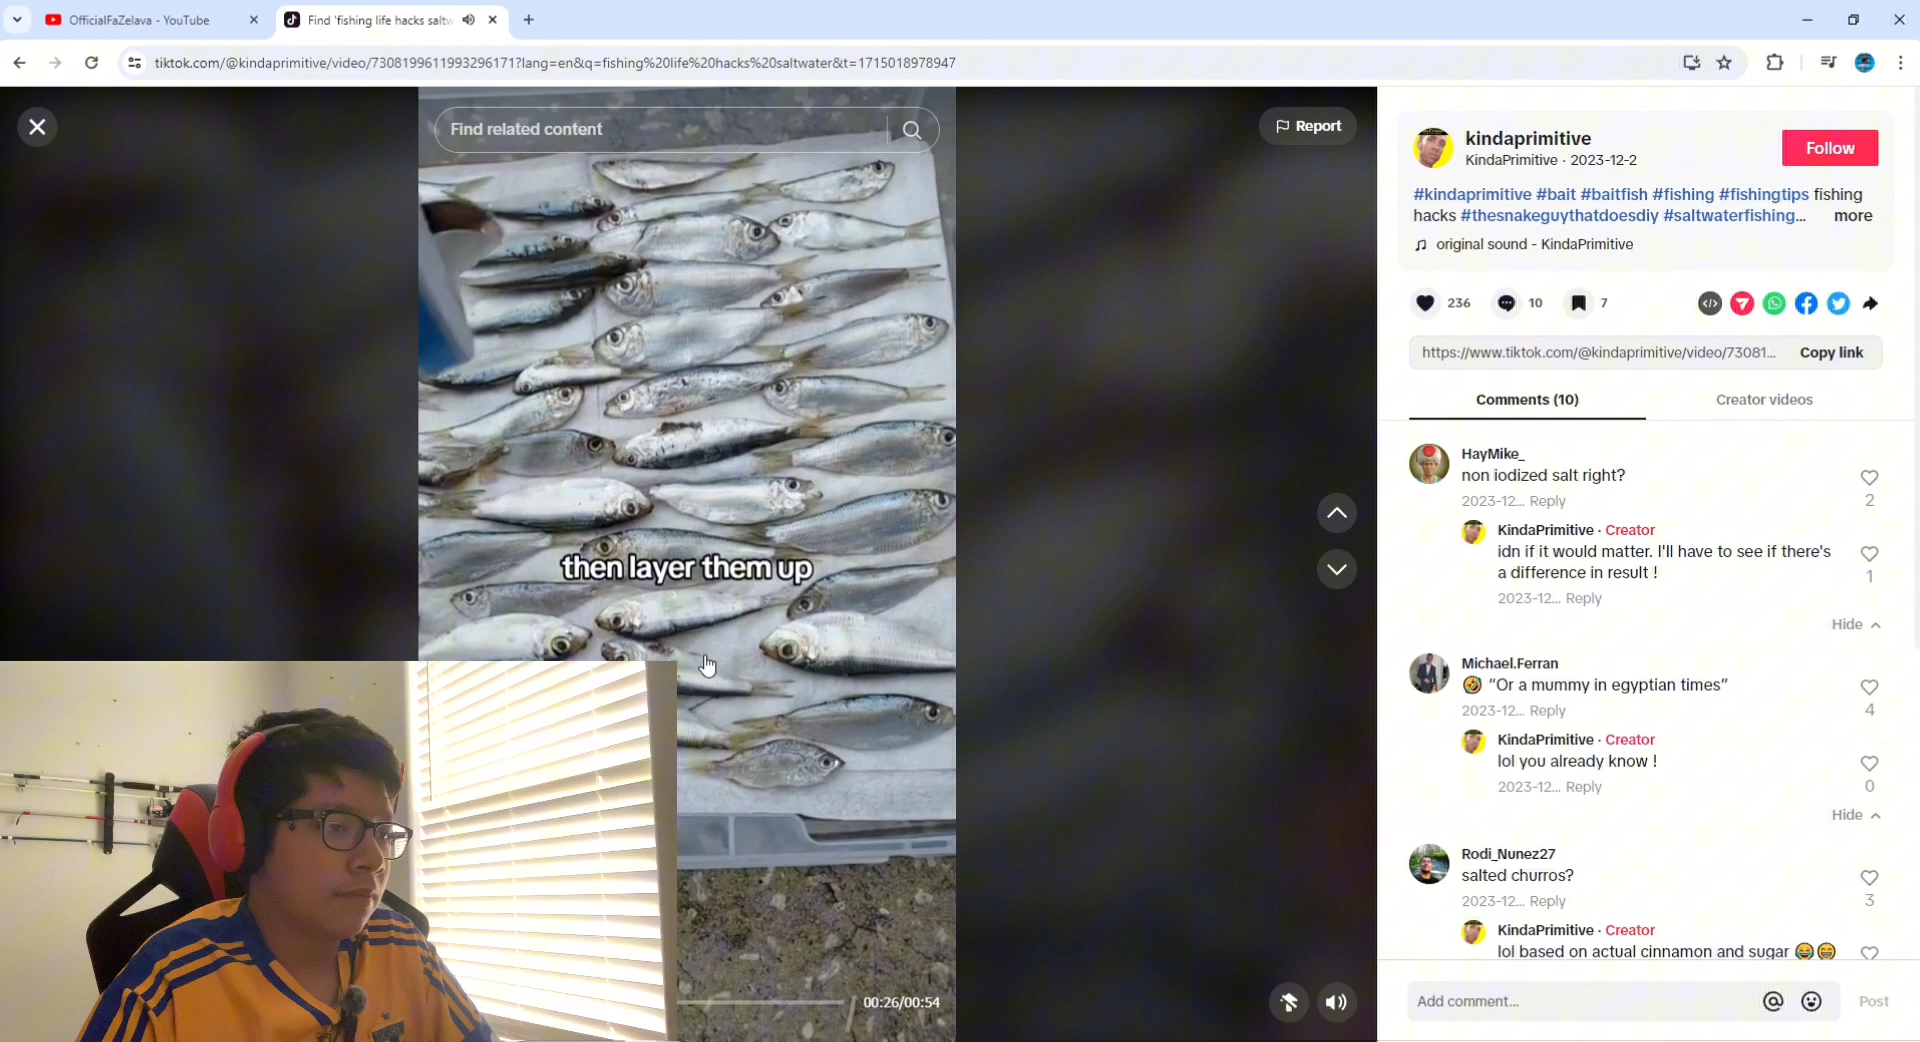 OfficialFaZelava - YouTube
Find 'fishing life hacks saltw
tiktok.com/@kindaprimitive/video/7308199611993296171?lang=en&q=fishing%20life%20hacks%20saltwater&t=1715018978947
Find related content
Report
then layer them up
00:26/00:54
kindaprimitive
KindaPrimitive · 2023-12-2
Follow
#kindaprimitive #bait #baitfish #fishing #fishingtips fishing
hacks #thesnakeguythatdoesdiy #saltwaterfishing... more
original sound - KindaPrimitive
236 10 7
https://www.tiktok.com/@kindaprimitive/video/73081... Copy link
Comments (10) Creator videos
HayMike_
non iodized salt right?
2023-12... Reply
2
KindaPrimitive · Creator
idn if it would matter. I'll have to see if there's
a difference in result !
1
2023-12... Reply
Hide
Michael.Ferran
🤣 “Or a mummy in egyptian times”
2023-12... Reply
4
KindaPrimitive · Creator
lol you already know !
2023-12... Reply
0
Hide
Rodi_Nunez27
salted churros?
2023-12... Reply
3
KindaPrimitive · Creator
lol based on actual cinnamon and sugar 😂😁
Add comment...
Post